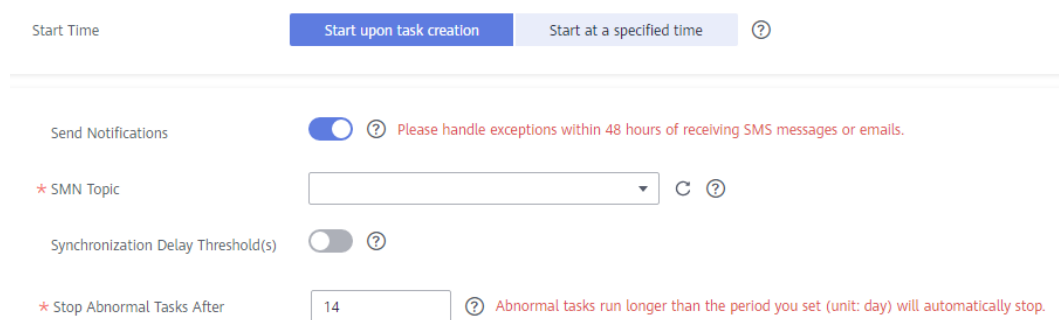 Start Time Start upon task creation Start at a specified time ?
Send Notifications ? Please handle exceptions within 48 hours of receiving SMS messages or emails.
* SMN Topic ?
Synchronization Delay Threshold(s) ?
* Stop Abnormal Tasks After 14 ? Abnormal tasks run longer than the period you set (unit: day) will automatically stop.